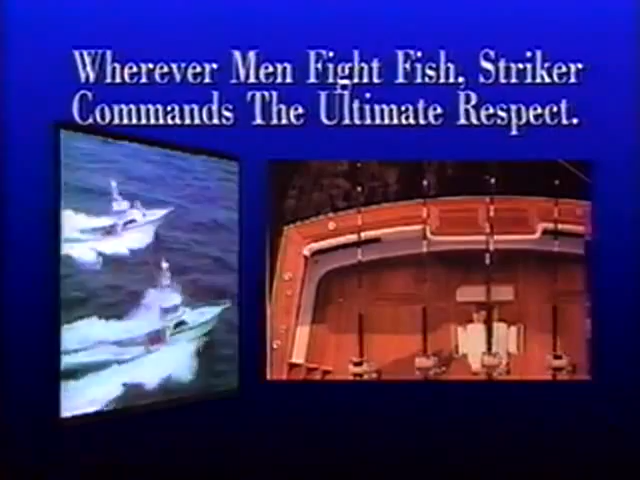 Wherever Men Fight Fish, Striker
Commands The Ultimate Respect.